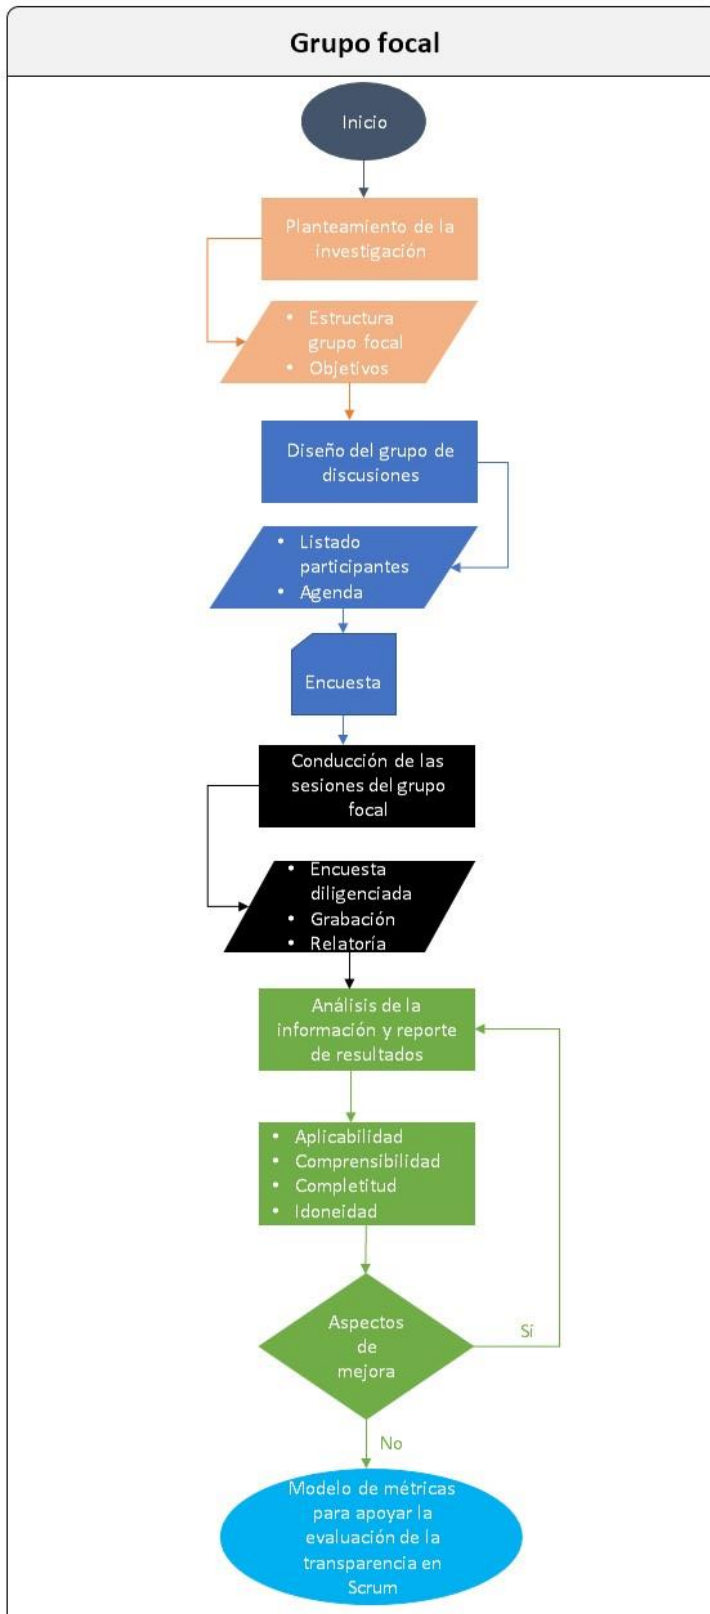 Grupo focal
Inicio
Planteamiento de la
investigación
• Estructura
grupo focal
• Objetivos
Diseño del grupo de
discusiones
• Listado
participantes
• Agenda
Encuesta
Conducción de las
sesiones del grupo
focal
• Encuesta
diligenciada
• Grabación
• Relatoría
Análisis de la
información y reporte
de resultados
• Aplicabilidad
• Comprensibilidad
• Completitud
• Idoneidad
Aspectos
de
mejora
Sí
No
Modelo de métricas
para apoyar la
evaluación de la
transparencia en
Scrum